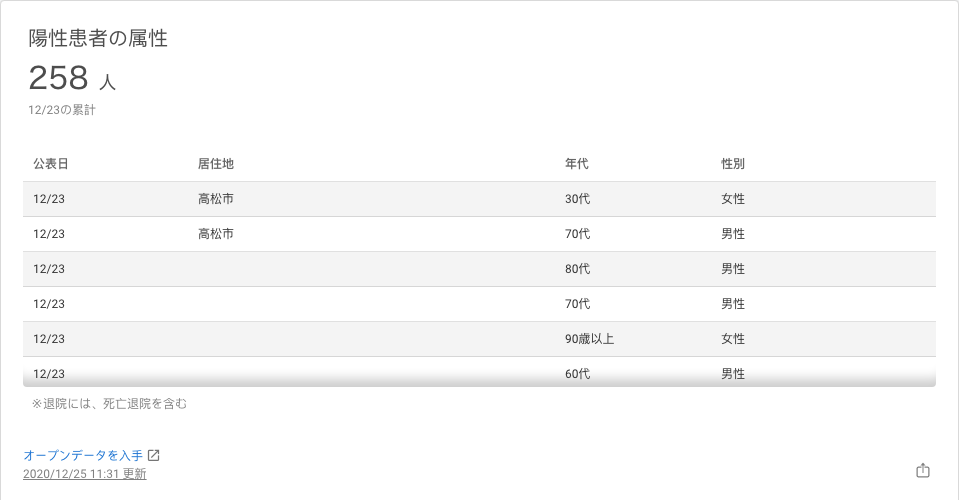 陽性患者の属性
258 人
12/23の累計
公表日 居住地 年代 性別
12/23 高松市 30代 女性
12/23 高松市 70代 男性
12/23 80代 男性
12/23 70代 男性
12/23 90歳以上 女性
12/23 60代 男性
※退院には、死亡退院を含む
オープンデータを入手
2020/12/25 11:31 更新